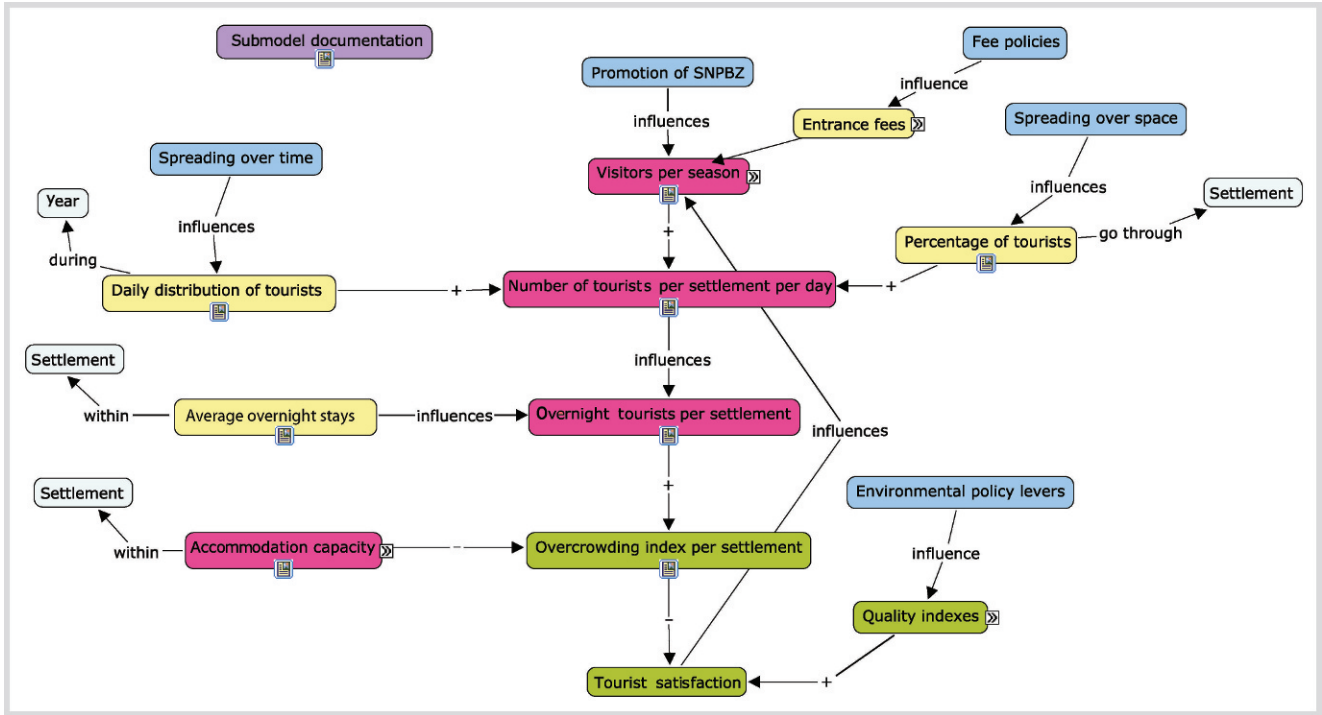 Submodel documentation
Fee policies
Promotion of SNPBZ
influence
influences
Entrance fees
Spreading over space
Spreading over time
Visitors per season
influences
Settlement
Year
influences
+
Percentage of tourists
go through
during
Daily distribution of tourists
+
Number of tourists per settlement per day
+
Settlement
influences
within
Average overnight stays
influences
Overnight tourists per settlement
influences
Settlement
+
Environmental policy levers
within
Accommodation capacity
–
Overcrowding index per settlement
influence
–
Quality indexes
Tourist satisfaction
+